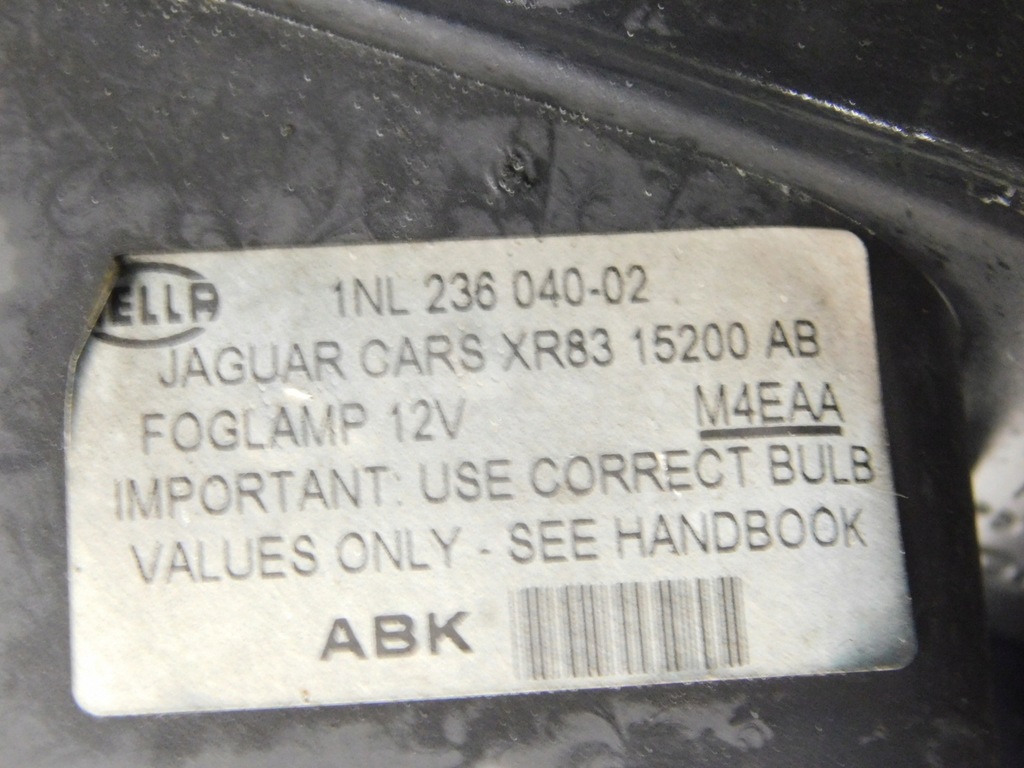 HELLA 1NL 236 040-02
JAGUAR CARS XR83 15200 AB
FOGLAMP 12V M4EAA
IMPORTANT: USE CORRECT BULB
VALUES ONLY - SEE HANDBOOK
ABK